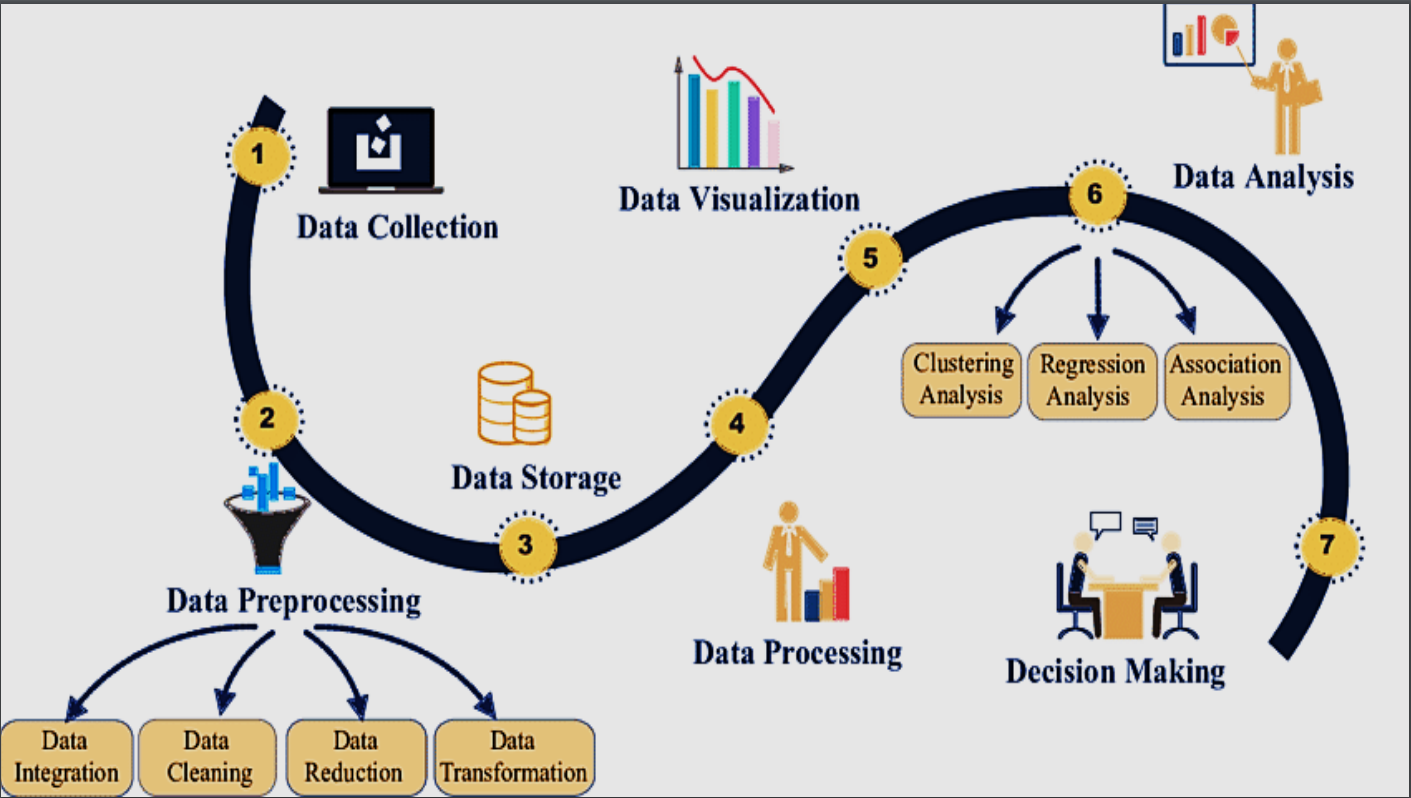 1
Data Collection
2
Data Preprocessing
Data
Integration
Data
Cleaning
Data
Reduction
Data
Transformation
3
Data Storage
4
Data Processing
5
Data Visualization
6
Data Analysis
Clustering
Analysis
Regression
Analysis
Association
Analysis
7
Decision Making